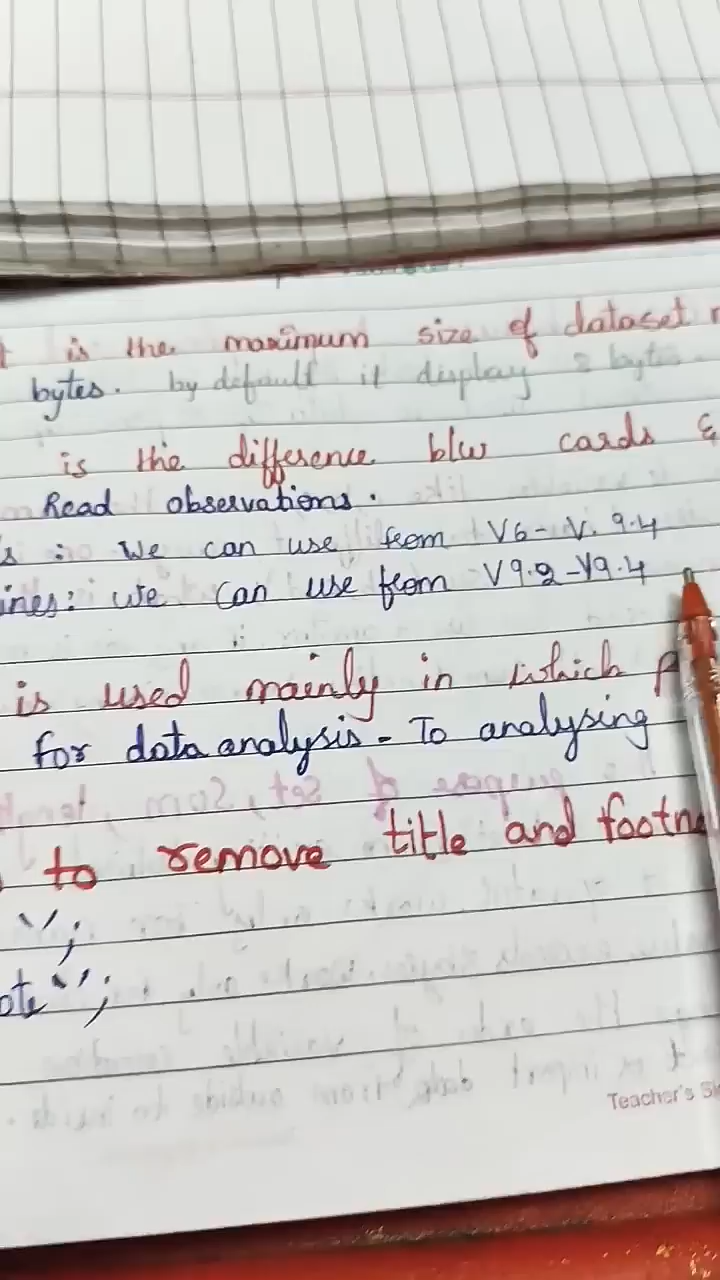 is the maximum size of dataset
bytes. by default it display 2 bytes.
is the difference b/w cards &
Read observations.
: We can use from V6-V.9.4
ines: we can use from V9.2-V9.4
is used mainly in which
for data analysis - To analysing
to remove title and footn
'';
ote '';
Teacher's Si